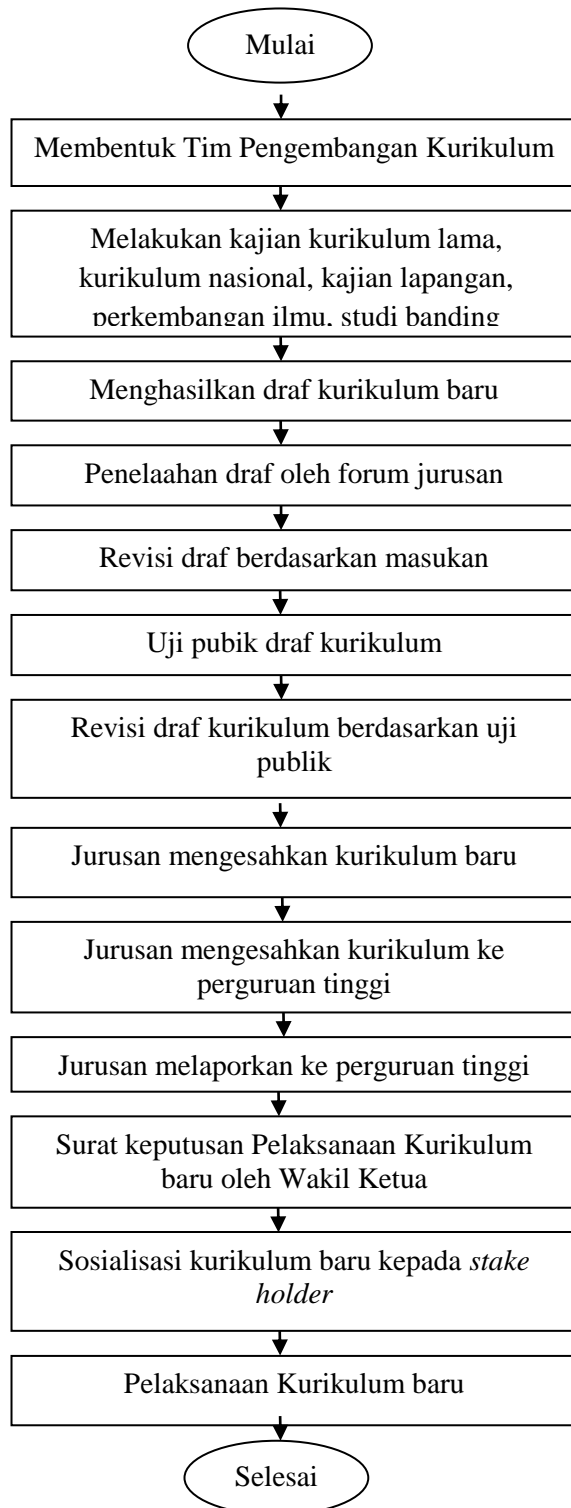 Mulai
Membentuk Tim Pengembangan Kurikulum
Melakukan kajian kurikulum lama,
kurikulum nasional, kajian lapangan,
perkembangan ilmu, studi banding
Menghasilkan draf kurikulum baru
Penelaahan draf oleh forum jurusan
Revisi draf berdasarkan masukan
Uji pubik draf kurikulum
Revisi draf kurikulum berdasarkan uji
publik
Jurusan mengesahkan kurikulum baru
Jurusan mengesahkan kurikulum ke
perguruan tinggi
Jurusan melaporkan ke perguruan tinggi
Surat keputusan Pelaksanaan Kurikulum
baru oleh Wakil Ketua
Sosialisasi kurikulum baru kepada stake
holder
Pelaksanaan Kurikulum baru
Selesai